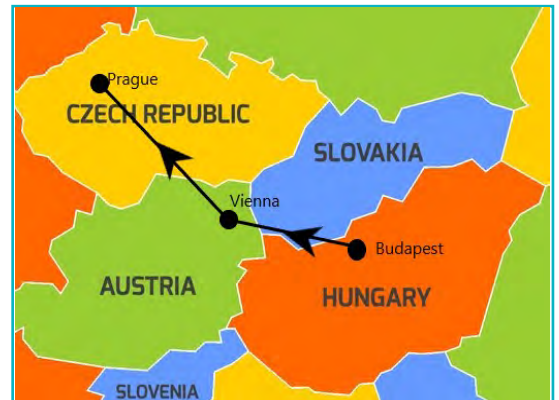 Prague
CZECH REPUBLIC
SLOVAKIA
Vienna
Budapest
AUSTRIA
HUNGARY
SLOVENIA